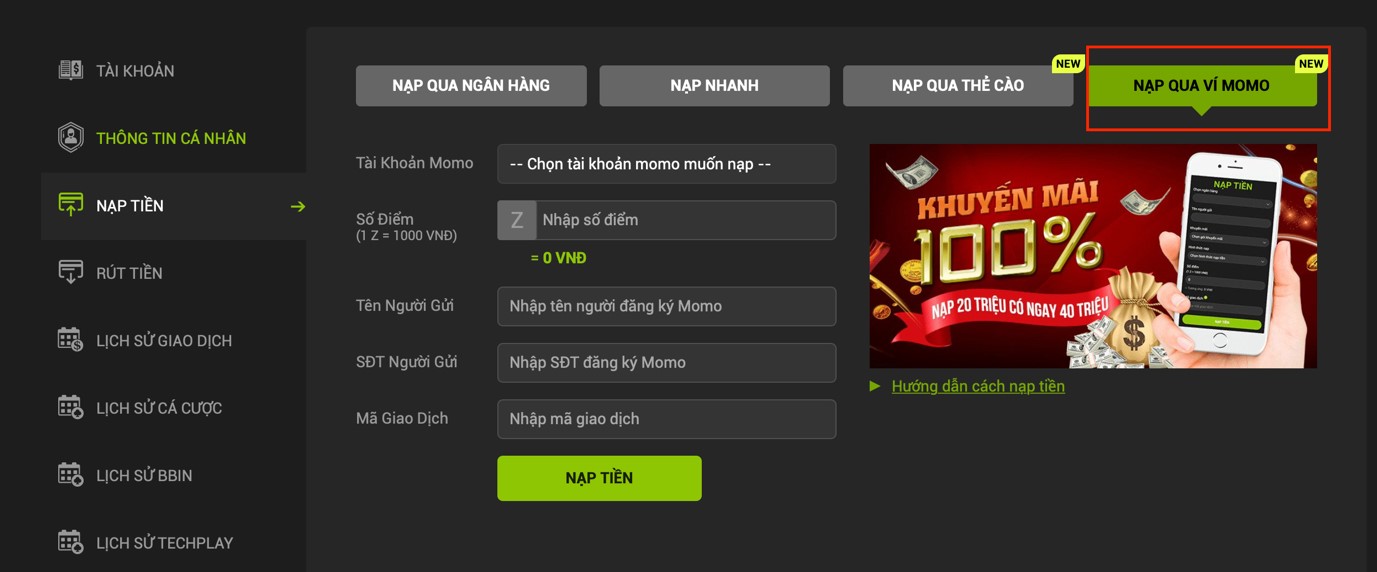 TÀI KHOẢN
THÔNG TIN CÁ NHÂN
NẠP TIỀN
RÚT TIỀN
LỊCH SỬ GIAO DỊCH
LỊCH SỬ CÁ CƯỢC
LỊCH SỬ BBIN
LỊCH SỬ TECHPLAY
NẠP QUA NGÂN HÀNG
NẠP NHANH
NẠP QUA THẺ CÀO
NEW
NẠP QUA VÍ MOMO
NEW
Tài Khoản Momo
-- Chọn tài khoản momo muốn nạp --
Số Điểm
(1 Z = 1000 VNĐ)
Z
Nhập số điểm
= 0 VNĐ
Tên Người Gửi
Nhập tên người đăng ký Momo
SĐT Người Gửi
Nhập SĐT đăng ký Momo
Mã Giao Dịch
Nhập mã giao dịch
NẠP TIỀN
KHUYẾN MÃI
100%
NẠP 20 TRIỆU CÓ NGAY 40 TRIỆU
$
NẠP TIỀN
Hướng dẫn cách nạp tiền